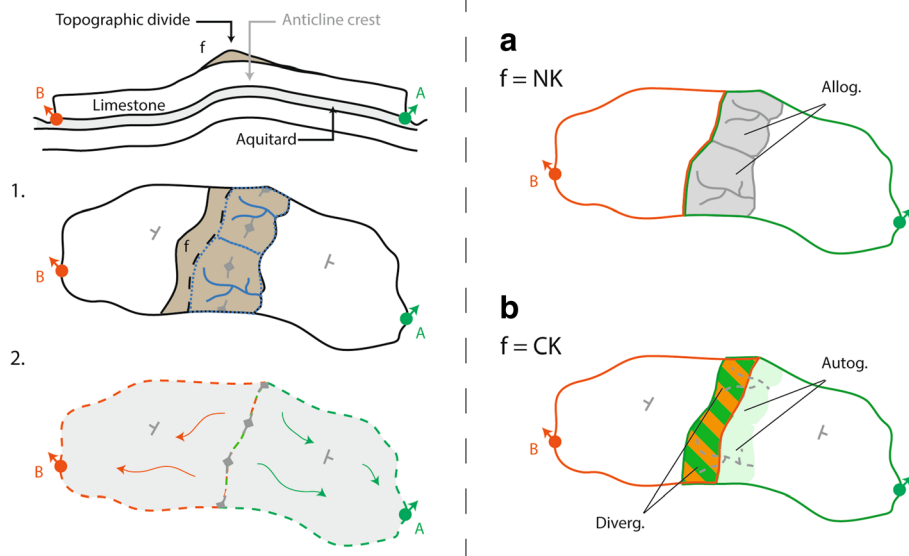 Topographic divide
Anticline crest
f
B
A
Limestone
Aquitard
1.
f
B
A
2.
B
A
a
f = NK
Allog.
B
b
f = CK
Autog.
B
Diverg.